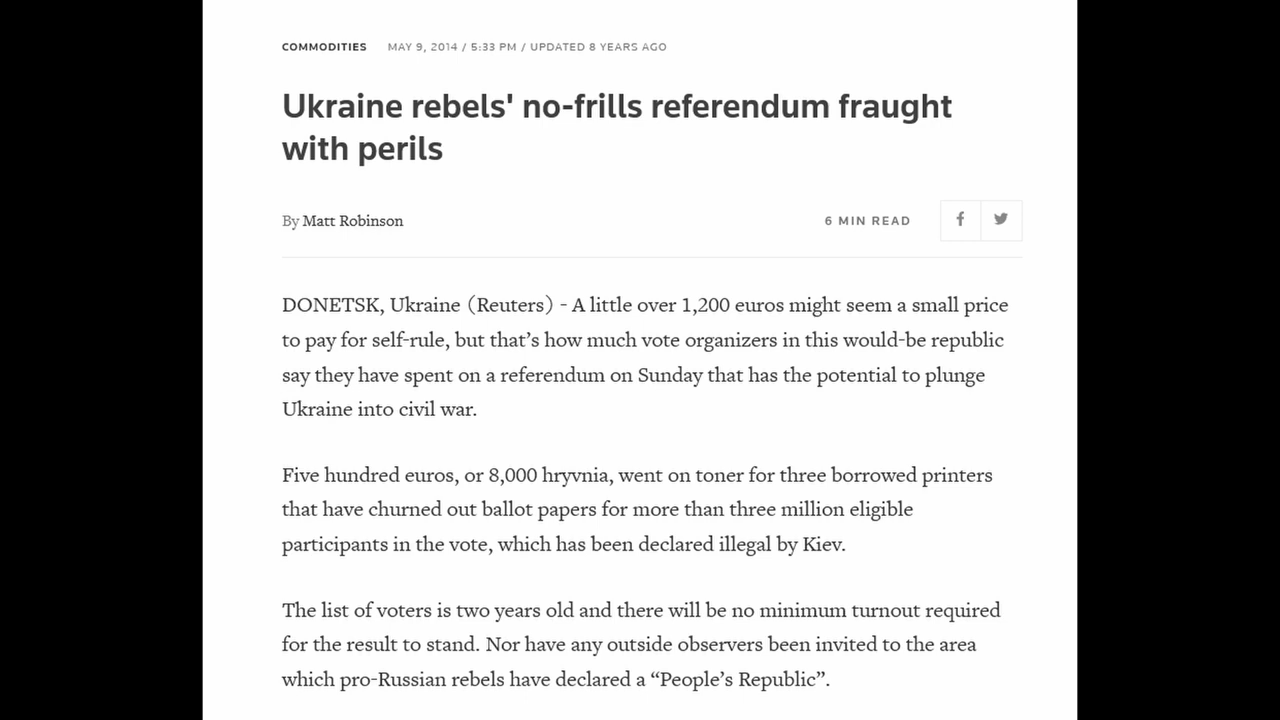 COMMODITIES MAY 9, 2014 / 5:33 PM / UPDATED 8 YEARS AGO
Ukraine rebels' no-frills referendum fraught
with perils
By Matt Robinson 6 MIN READ
DONETSK, Ukraine (Reuters) - A little over 1,200 euros might seem a small price
to pay for self-rule, but that’s how much vote organizers in this would-be republic
say they have spent on a referendum on Sunday that has the potential to plunge
Ukraine into civil war.
Five hundred euros, or 8,000 hryvnia, went on toner for three borrowed printers
that have churned out ballot papers for more than three million eligible
participants in the vote, which has been declared illegal by Kiev.
The list of voters is two years old and there will be no minimum turnout required
for the result to stand. Nor have any outside observers been invited to the area
which pro-Russian rebels have declared a “People’s Republic”.